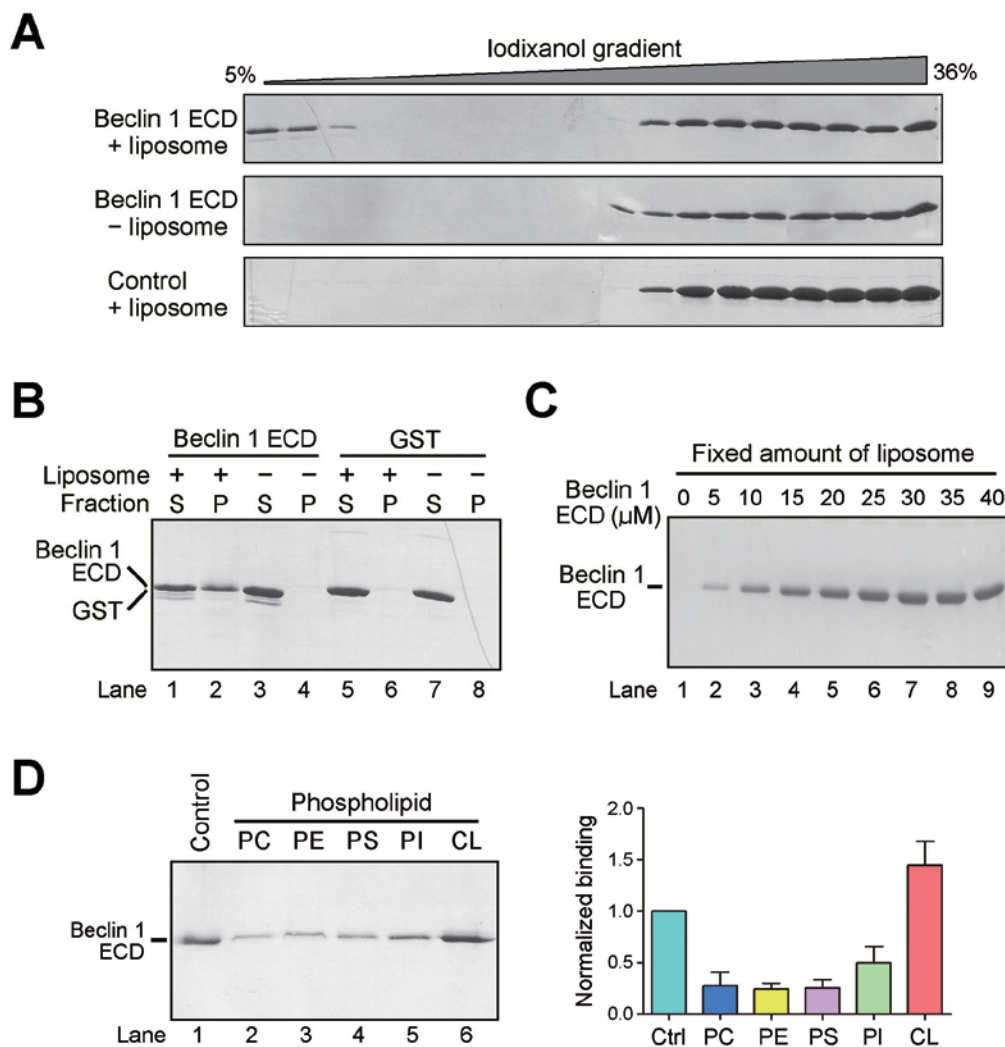 A
Iodixanol gradient
5%
36%
Beclin 1 ECD
+ liposome
Beclin 1 ECD
− liposome
Control
+ liposome
B
Beclin 1 ECD GST
Liposome + + − − + + − −
Fraction S P S P S P S P
Beclin 1
ECD
GST
Lane 1 2 3 4 5 6 7 8
C
Fixed amount of liposome
Beclin 1
ECD (μM) 0 5 10 15 20 25 30 35 40
Beclin 1
ECD
Lane 1 2 3 4 5 6 7 8 9
D
Control
Phospholipid
PC PE PS PI CL
Beclin 1
ECD
Lane 1 2 3 4 5 6
Normalized binding
2.0
1.5
1.0
0.5
0.0
Ctrl PC PE PS PI CL